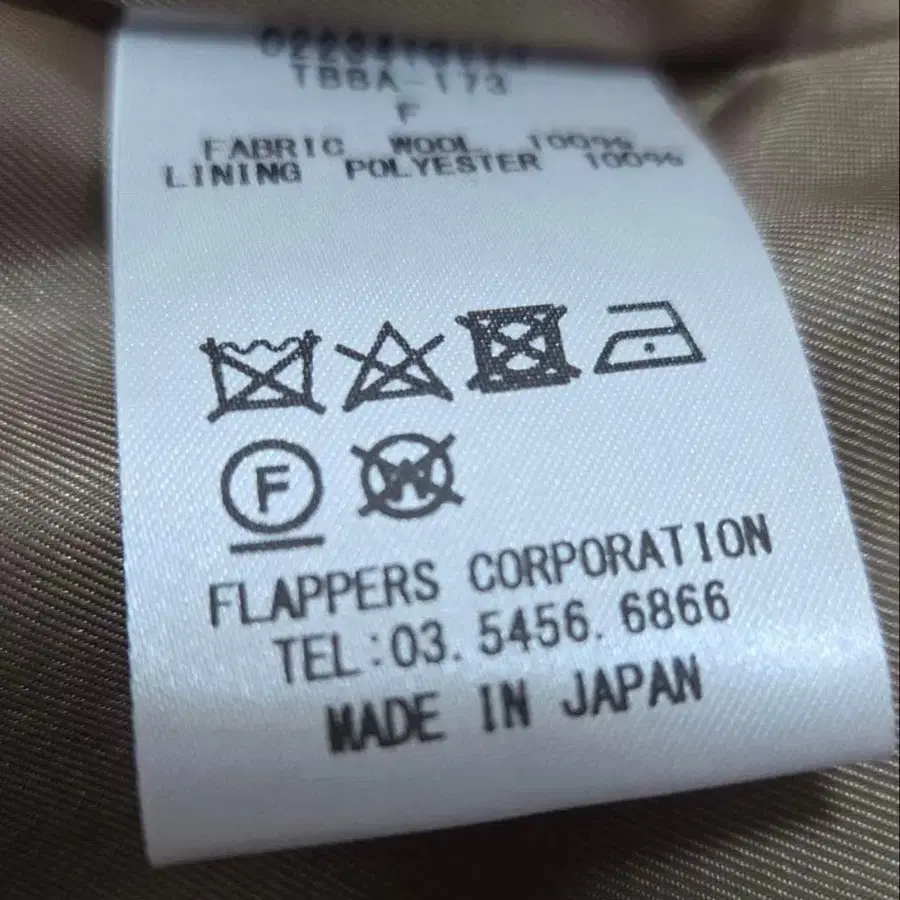 TBBA-173
F
FABRIC WOOL 100%
LINING POLYESTER 100%
F
W
FLAPPERS CORPORATION
TEL:03.5456.6866
MADE IN JAPAN